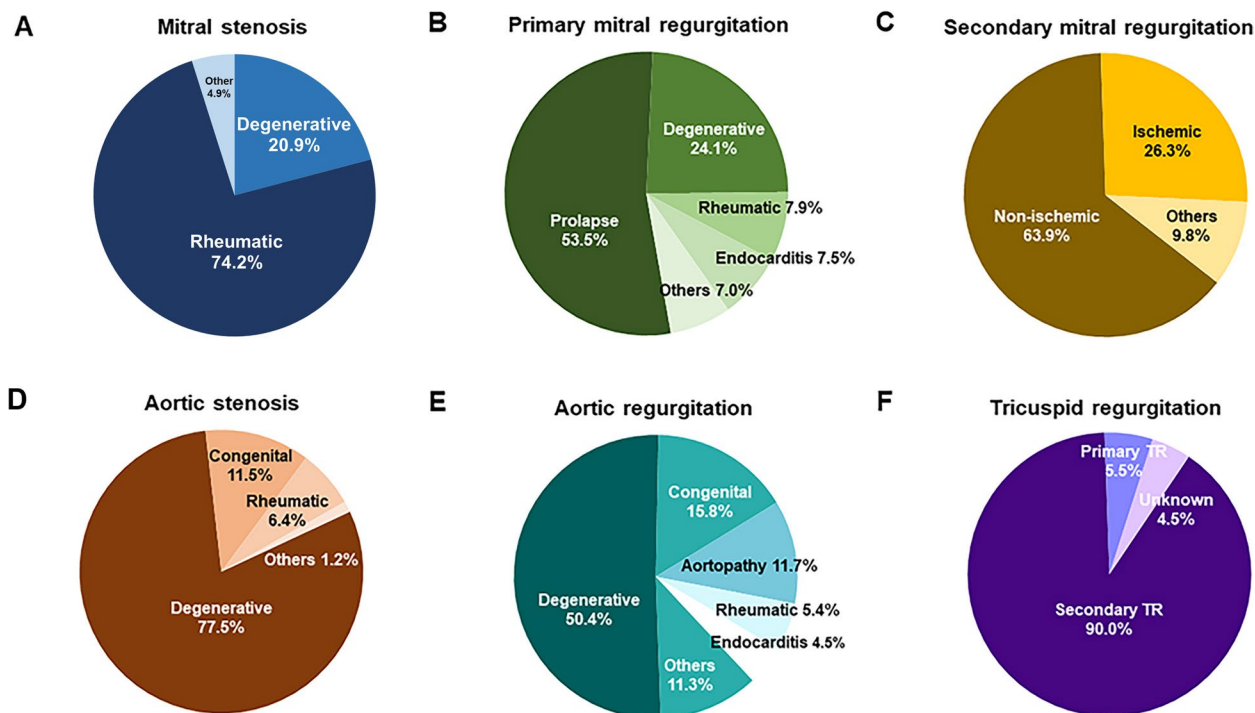 A
Mitral stenosis
Other
4.9%
Degenerative
20.9%
Rheumatic
74.2%
B
Primary mitral regurgitation
Degenerative
24.1%
Rheumatic 7.9%
Prolapse
53.5%
Endocarditis 7.5%
Others 7.0%
C
Secondary mitral regurgitation
Ischemic
26.3%
Non-ischemic
63.9%
Others
9.8%
D
Aortic stenosis
Congenital
11.5%
Rheumatic
6.4%
Others 1.2%
Degenerative
77.5%
E
Aortic regurgitation
Congenital
15.8%
Aortopathy 11.7%
Degenerative
50.4%
Rheumatic 5.4%
Endocarditis 4.5%
Others
11.3%
F
Tricuspid regurgitation
Primary TR
5.5%
Unknown
4.5%
Secondary TR
90.0%